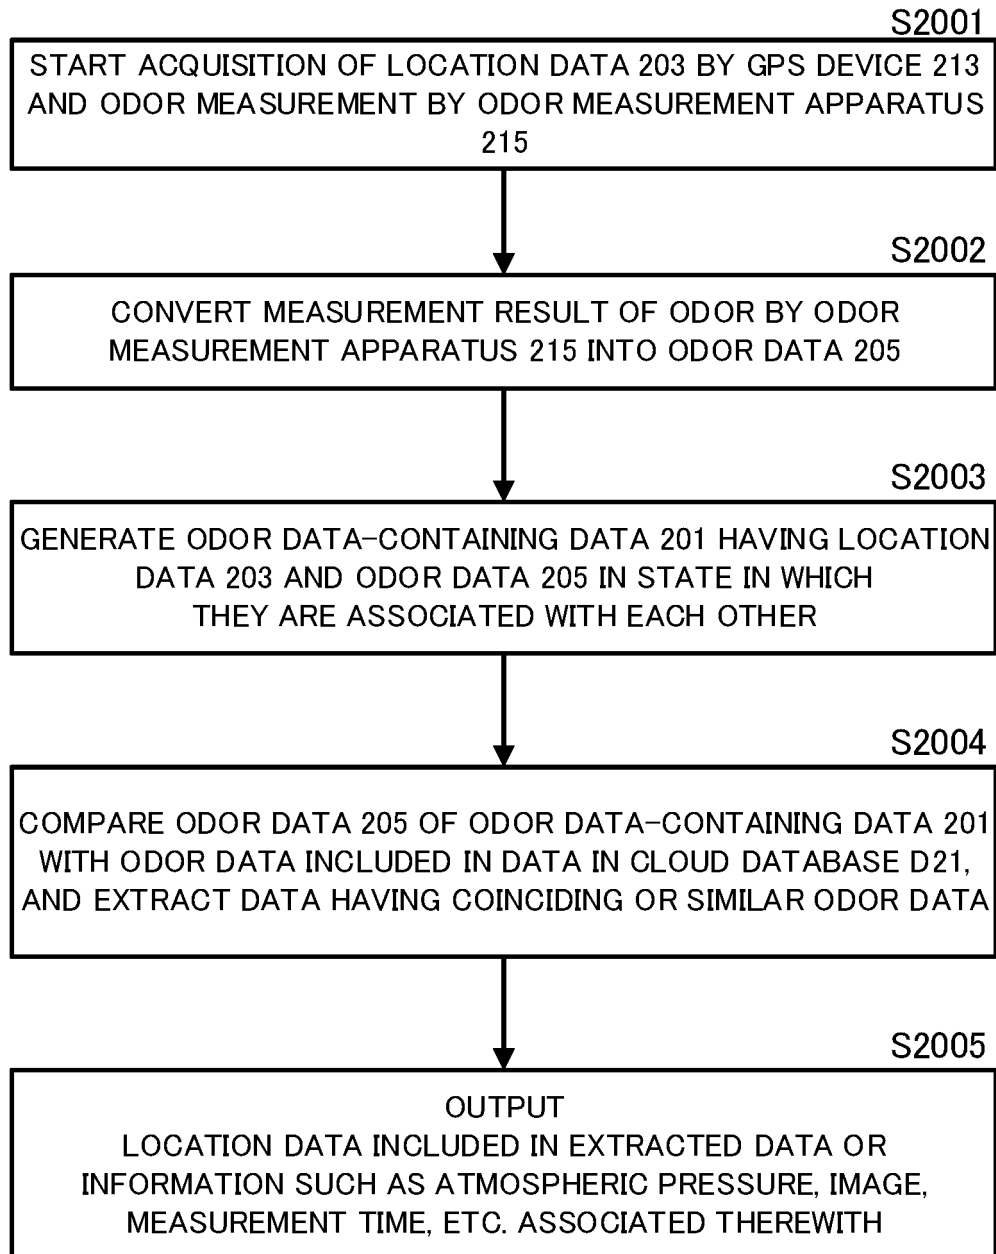 S2001
START ACQUISITION OF LOCATION DATA 203 BY GPS DEVICE 213
AND ODOR MEASUREMENT BY ODOR MEASUREMENT APPARATUS
215
S2002
CONVERT MEASUREMENT RESULT OF ODOR BY ODOR
MEASUREMENT APPARATUS 215 INTO ODOR DATA 205
S2003
GENERATE ODOR DATA-CONTAINING DATA 201 HAVING LOCATION
DATA 203 AND ODOR DATA 205 IN STATE IN WHICH
THEY ARE ASSOCIATED WITH EACH OTHER
S2004
COMPARE ODOR DATA 205 OF ODOR DATA-CONTAINING DATA 201
WITH ODOR DATA INCLUDED IN DATA IN CLOUD DATABASE D21,
AND EXTRACT DATA HAVING COINCIDING OR SIMILAR ODOR DATA
S2005
OUTPUT
LOCATION DATA INCLUDED IN EXTRACTED DATA OR
INFORMATION SUCH AS ATMOSPHERIC PRESSURE, IMAGE,
MEASUREMENT TIME, ETC. ASSOCIATED THEREWITH